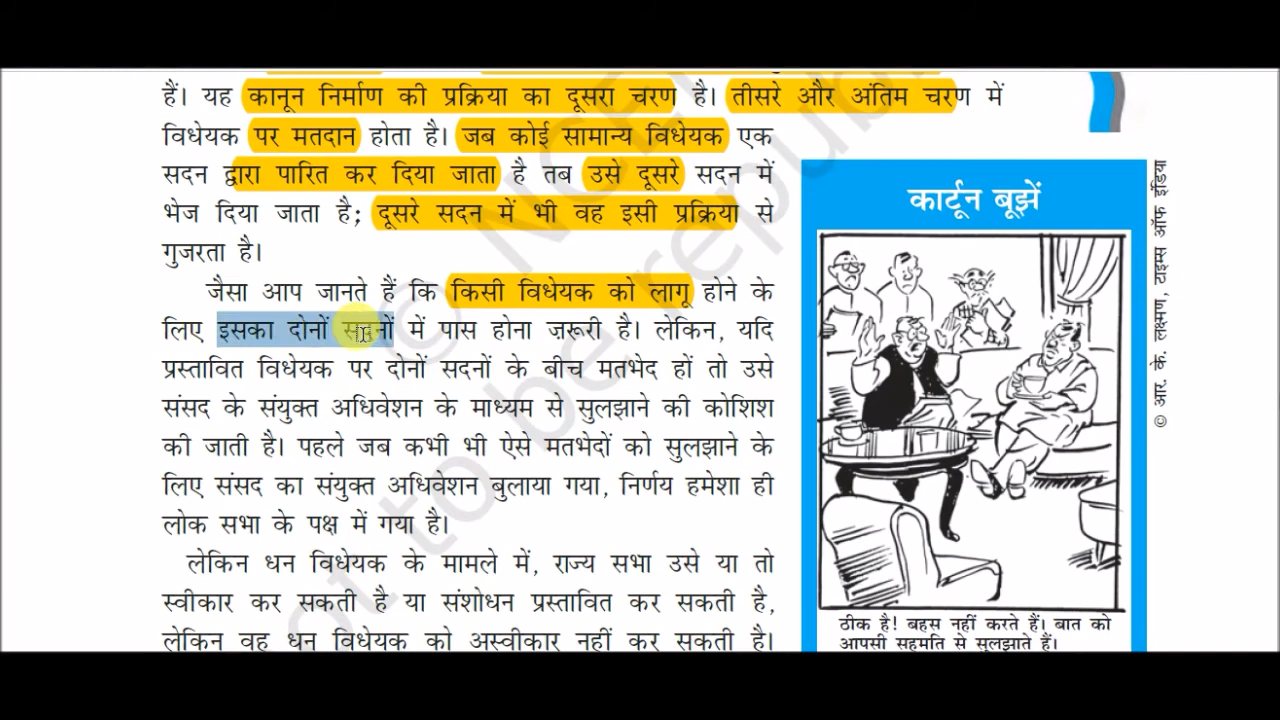 हैं। यह कानून निर्माण की प्रक्रिया का दूसरा चरण है। तीसरे और अंतिम चरण में
विधेयक पर मतदान होता है। जब कोई सामान्य विधेयक एक
सदन द्वारा पारित कर दिया जाता है तब उसे दूसरे सदन में
भेज दिया जाता है; दूसरे सदन में भी वह इसी प्रक्रिया से
गुजरता है।
जैसा आप जानते हैं कि किसी विधेयक को लागू होने के
लिए इसका दोनों सदनों में पास होना ज़रूरी है। लेकिन, यदि
प्रस्तावित विधेयक पर दोनों सदनों के बीच मतभेद हों तो उसे
संसद के संयुक्त अधिवेशन के माध्यम से सुलझाने की कोशिश
की जाती है। पहले जब कभी भी ऐसे मतभेदों को सुलझाने के
लिए संसद का संयुक्त अधिवेशन बुलाया गया, निर्णय हमेशा ही
लोक सभा के पक्ष में गया है।
लेकिन धन विधेयक के मामले में, राज्य सभा उसे या तो
स्वीकार कर सकती है या संशोधन प्रस्तावित कर सकती है,
लेकिन वह धन विधेयक को अस्वीकार नहीं कर सकती है।
कार्टून बूझें
ठीक है! बहस नहीं करते हैं। बात को
आपसी सहमति से सुलझाते हैं।
© आर. के. लक्ष्मण, टाइम्स ऑफ इंडिया
© NCE
to be republ